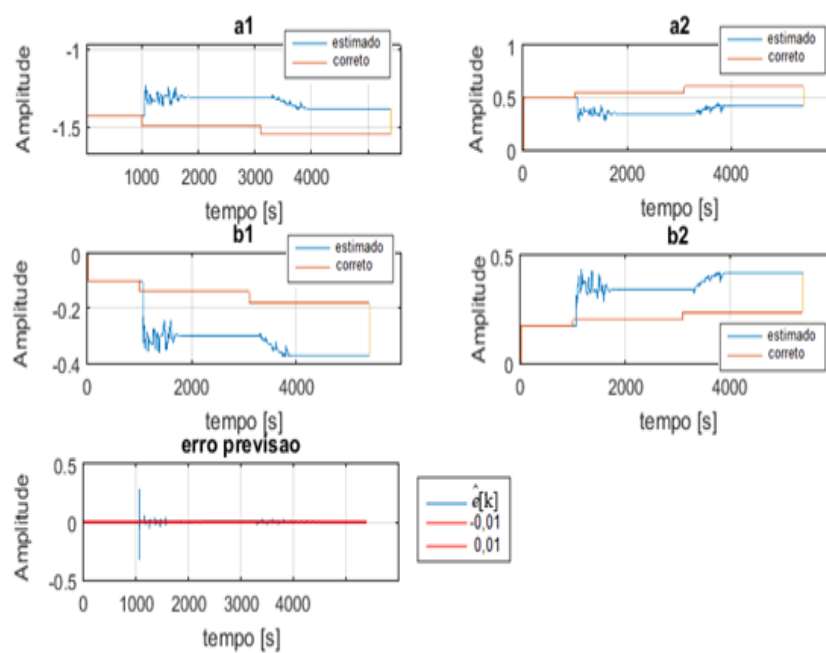 a1
-1
-1.5
Amplitude
estimado
correto
1000 2000 3000 4000
tempo [s]
a2
1
0.5
0
Amplitude
estimado
correto
0 2000 4000
tempo [s]
b1
0
-0.2
-0.4
Amplitude
estimado
correto
0 2000 4000
tempo [s]
b2
0.5
0
Amplitude
estimado
correto
0 2000 4000
tempo [s]
erro previsao
0.5
0
-0.5
Amplitude
0 1000 2000 3000 4000
tempo [s]
ê[k]
-0,01
0,01